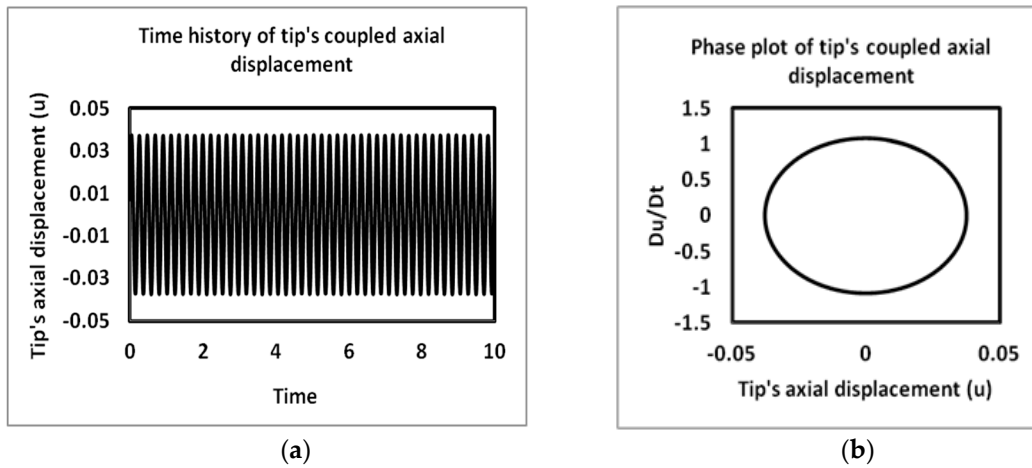 Time history of tip's coupled axial
displacement
Tip's axial displacement (u)
0.05
0.03
0.01
-0.01
-0.03
-0.05
0 2 4 6 8 10
Time
(a)
Phase plot of tip's coupled axial
displacement
Du/Dt
1.5
1
0.5
0
-0.5
-1
-1.5
-0.05 0 0.05
Tip's axial displacement (u)
(b)